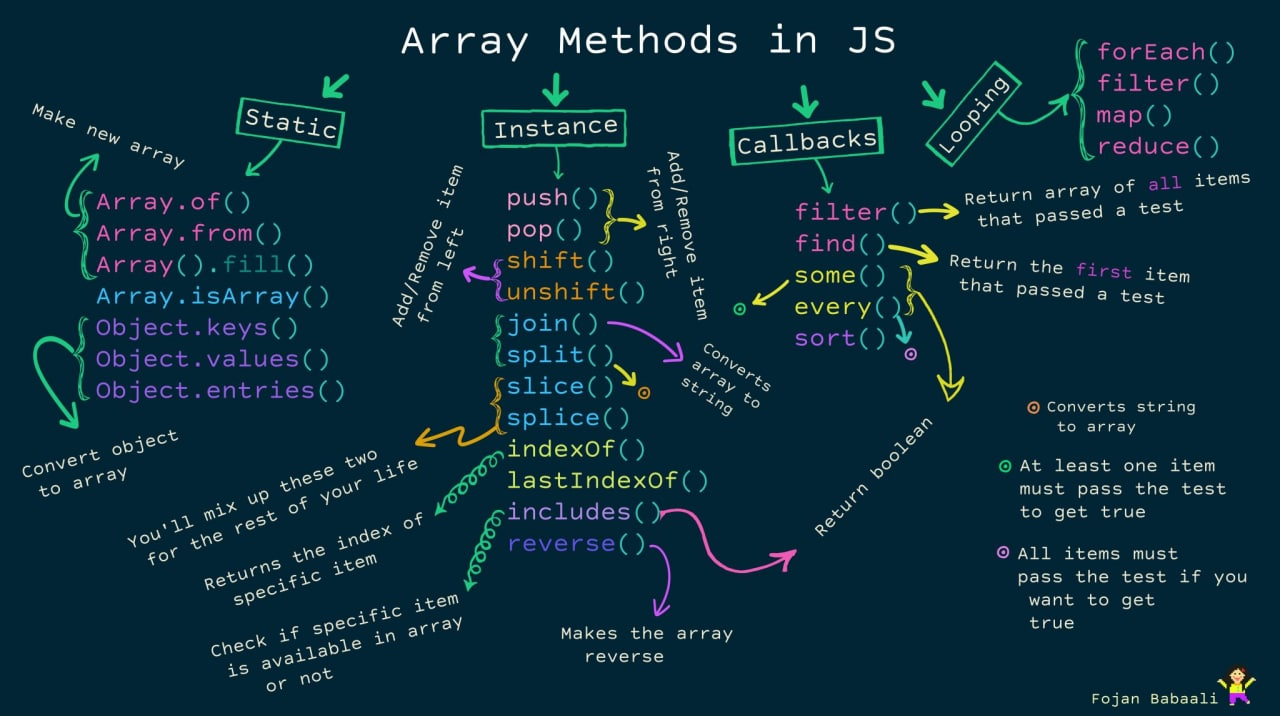 Array Methods in JS
Make new array
Static
Array.of()
Array.from()
Array().fill()
Array.isArray()
Object.keys()
Object.values()
Object.entries()
Convert object
to array
Instance
Add/Remove item
from left
Add/Remove item
from right
push()
pop()
shift()
unshift()
join()
split()
slice()
splice()
indexOf()
lastIndexOf()
includes()
reverse()
Converts
array to
string
You'll mix up these two
for the rest of your life
Returns the index of
specific item
Check if specific item
is available in array
or not
Makes the array
reverse
Callbacks
filter()
find()
some()
every()
sort()
Return array of all items
that passed a test
Return the first item
that passed a test
Return boolean
Looping
forEach()
filter()
map()
reduce()
Converts string
to array
At least one item
must pass the test
to get true
All items must
pass the test if you
want to get
true
Fojan Babaali